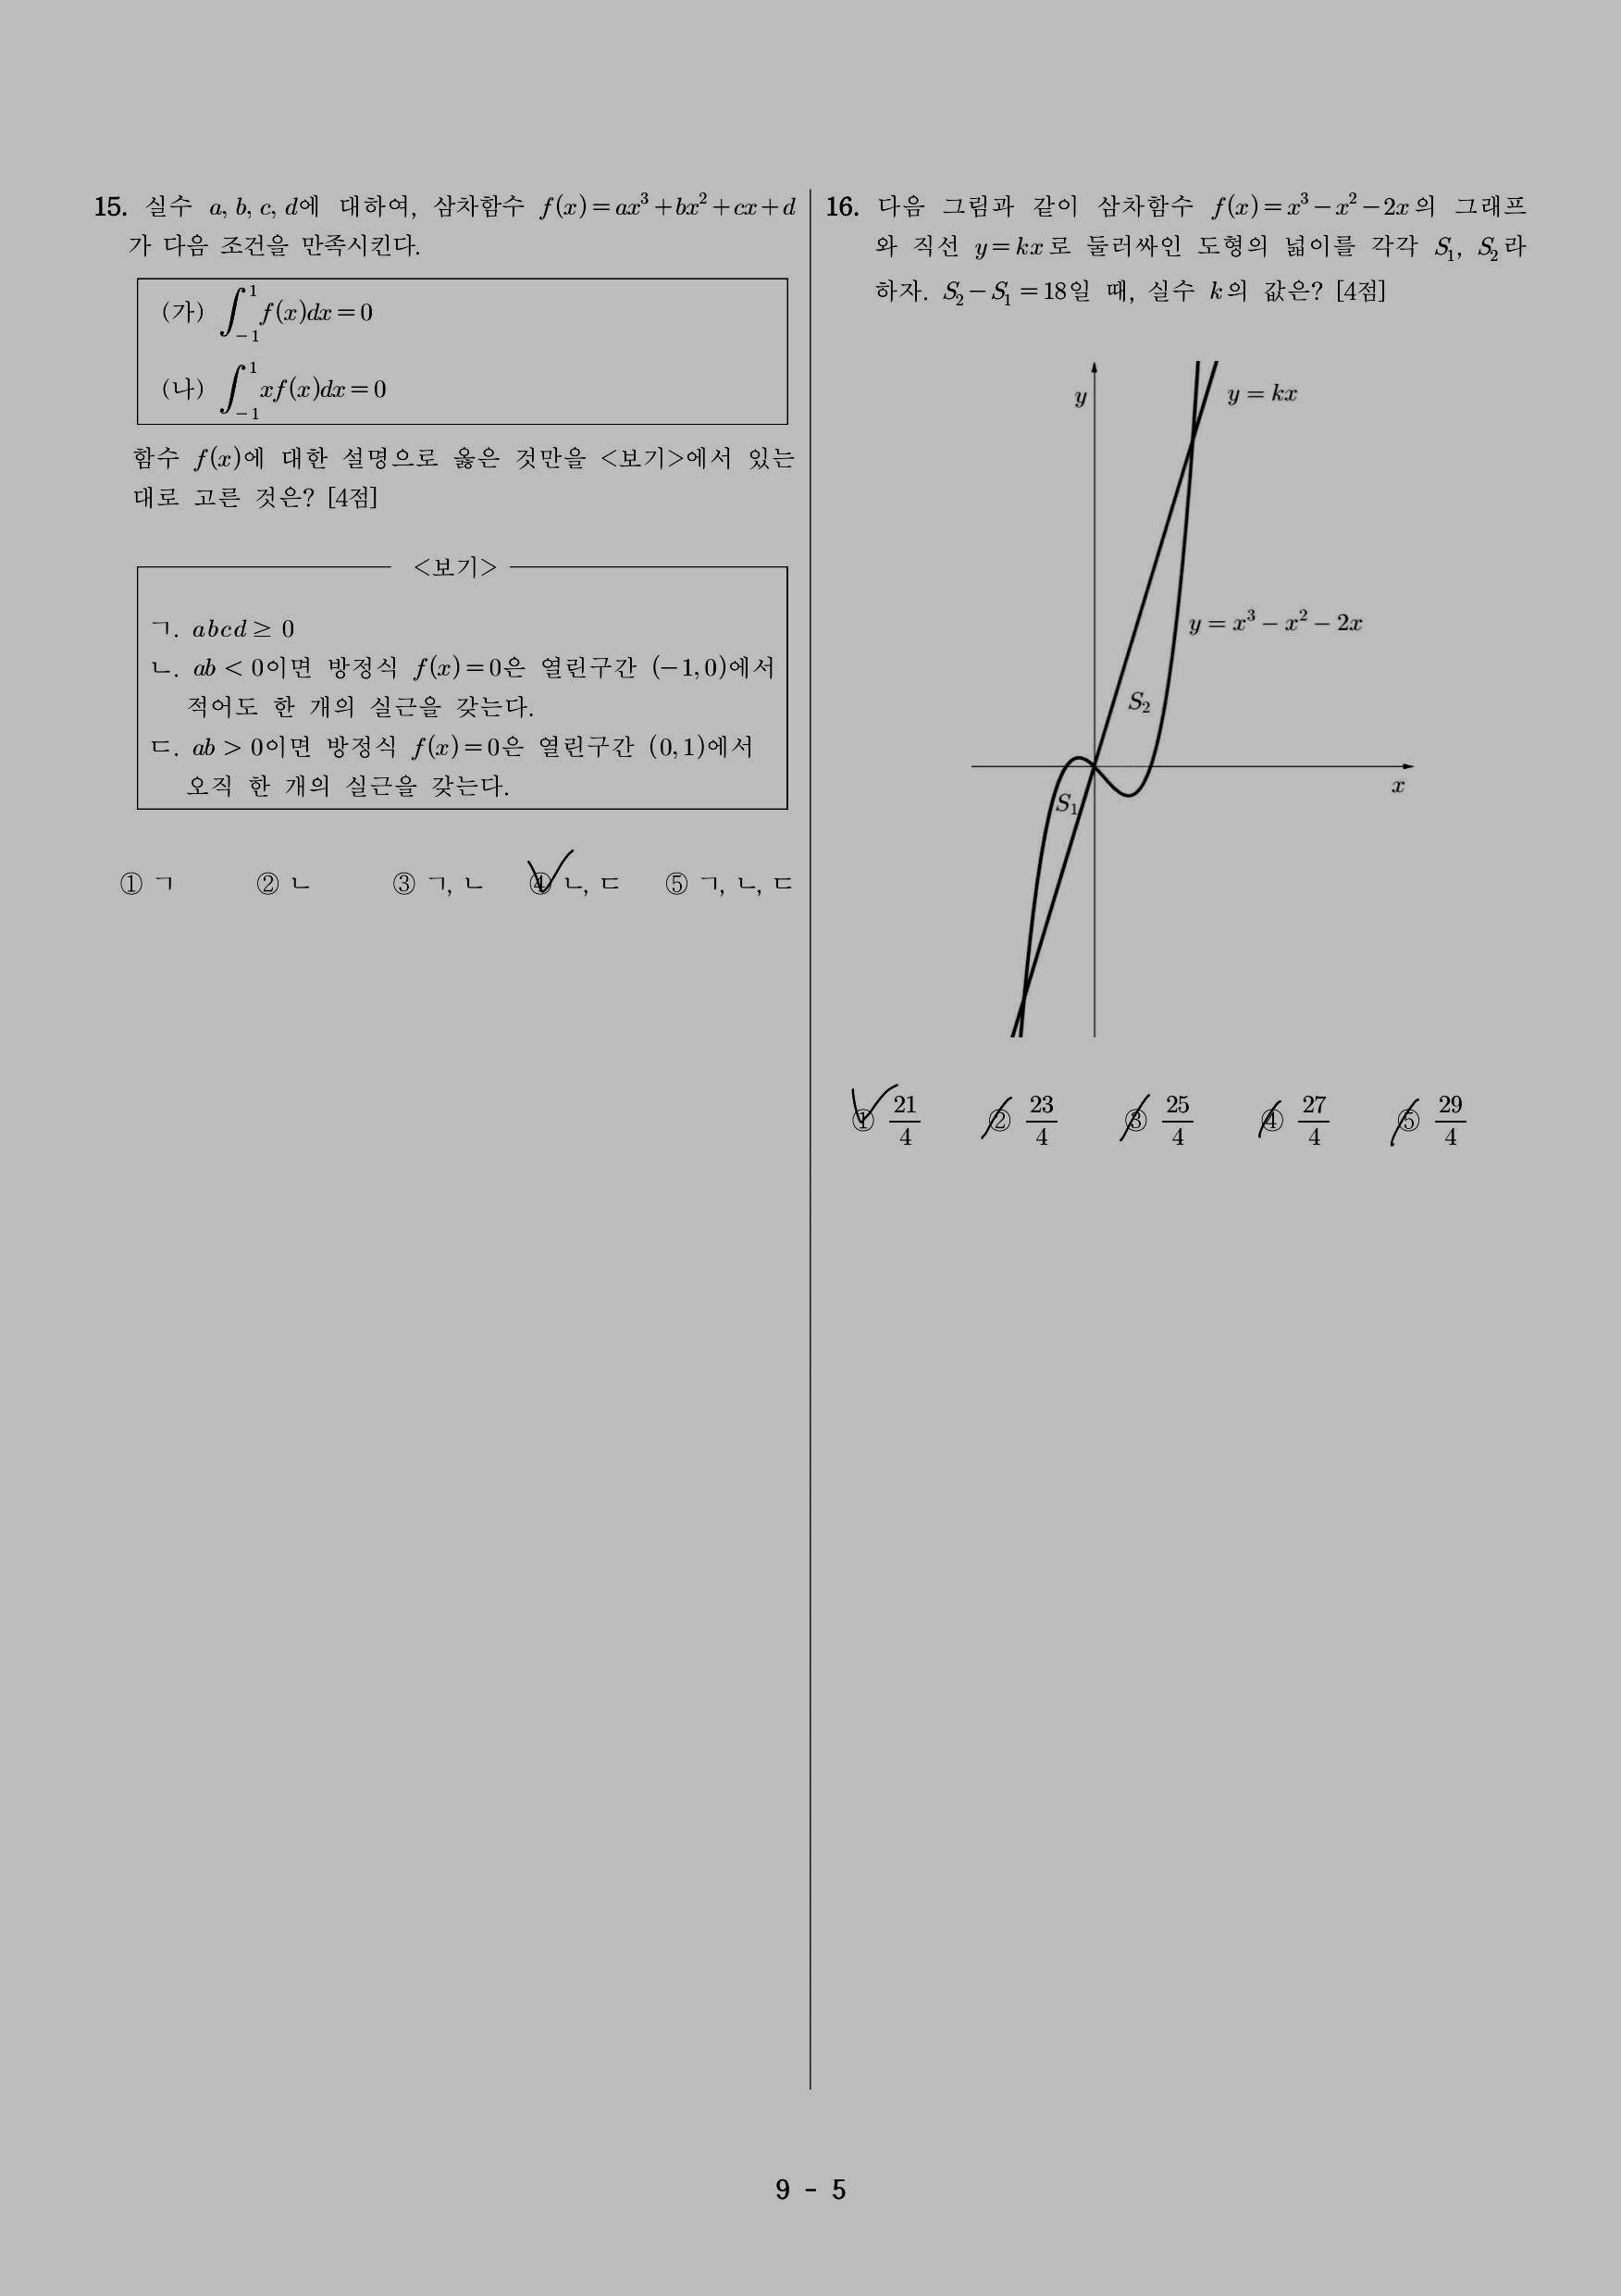 15. 실수 a, b, c, d에 대하여, 삼차함수 f(x)=ax³+bx²+cx+d
가 다음 조건을 만족시킨다.
(가) ∫₋₁¹ f(x)dx=0
(나) ∫₋₁¹ xf(x)dx=0
함수 f(x)에 대한 설명으로 옳은 것만을 <보기>에서 있는
대로 고른 것은? [4점]
<보기>
ㄱ. abcd ≥ 0
ㄴ. ab < 0이면 방정식 f(x)=0은 열린구간 (-1, 0)에서
적어도 한 개의 실근을 갖는다.
ㄷ. ab > 0이면 방정식 f(x)=0은 열린구간 (0, 1)에서
오직 한 개의 실근을 갖는다.
① ㄱ ② ㄴ ③ ㄱ, ㄴ ④ ㄴ, ㄷ ⑤ ㄱ, ㄴ, ㄷ
16. 다음 그림과 같이 삼차함수 f(x)=x³-x²-2x의 그래프
와 직선 y=kx로 둘러싸인 도형의 넓이를 각각 S₁, S₂라
하자. S₂-S₁=18일 때, 실수 k의 값은? [4점]
y
y = kx
y = x³ - x² - 2x
S₂
x
S₁
① 21/4 ② 23/4 ③ 25/4 ④ 27/4 ⑤ 29/4
9 - 5